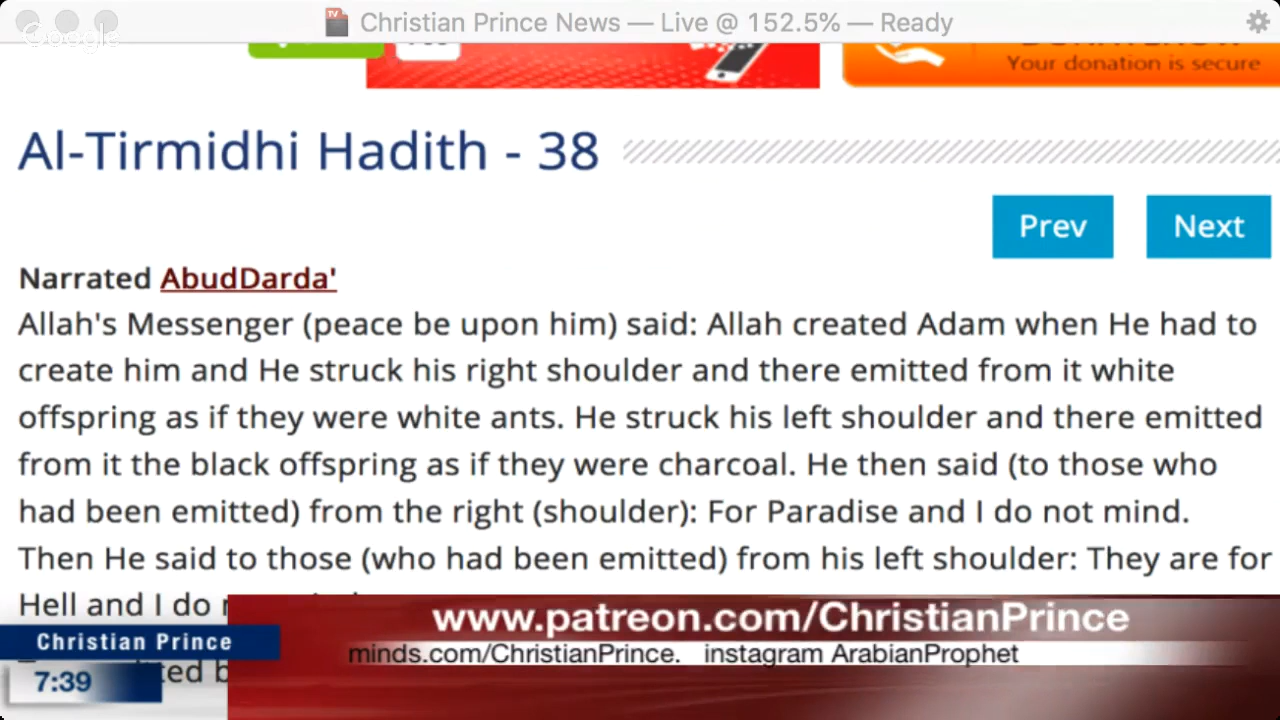 Christian Prince News — Live @ 152.5% — Ready
Google
Your donation is secure
Al-Tirmidhi Hadith - 38
Prev Next
Narrated AbudDarda'
Allah's Messenger (peace be upon him) said: Allah created Adam when He had to
create him and He struck his right shoulder and there emitted from it white
offspring as if they were white ants. He struck his left shoulder and there emitted
from it the black offspring as if they were charcoal. He then said (to those who
had been emitted) from the right (shoulder): For Paradise and I do not mind.
Then He said to those (who had been emitted) from his left shoulder: They are for
Hell and I do
www.patreon.com/ChristianPrince
Christian Prince
minds.com/ChristianPrince. instagram ArabianProphet
7:39